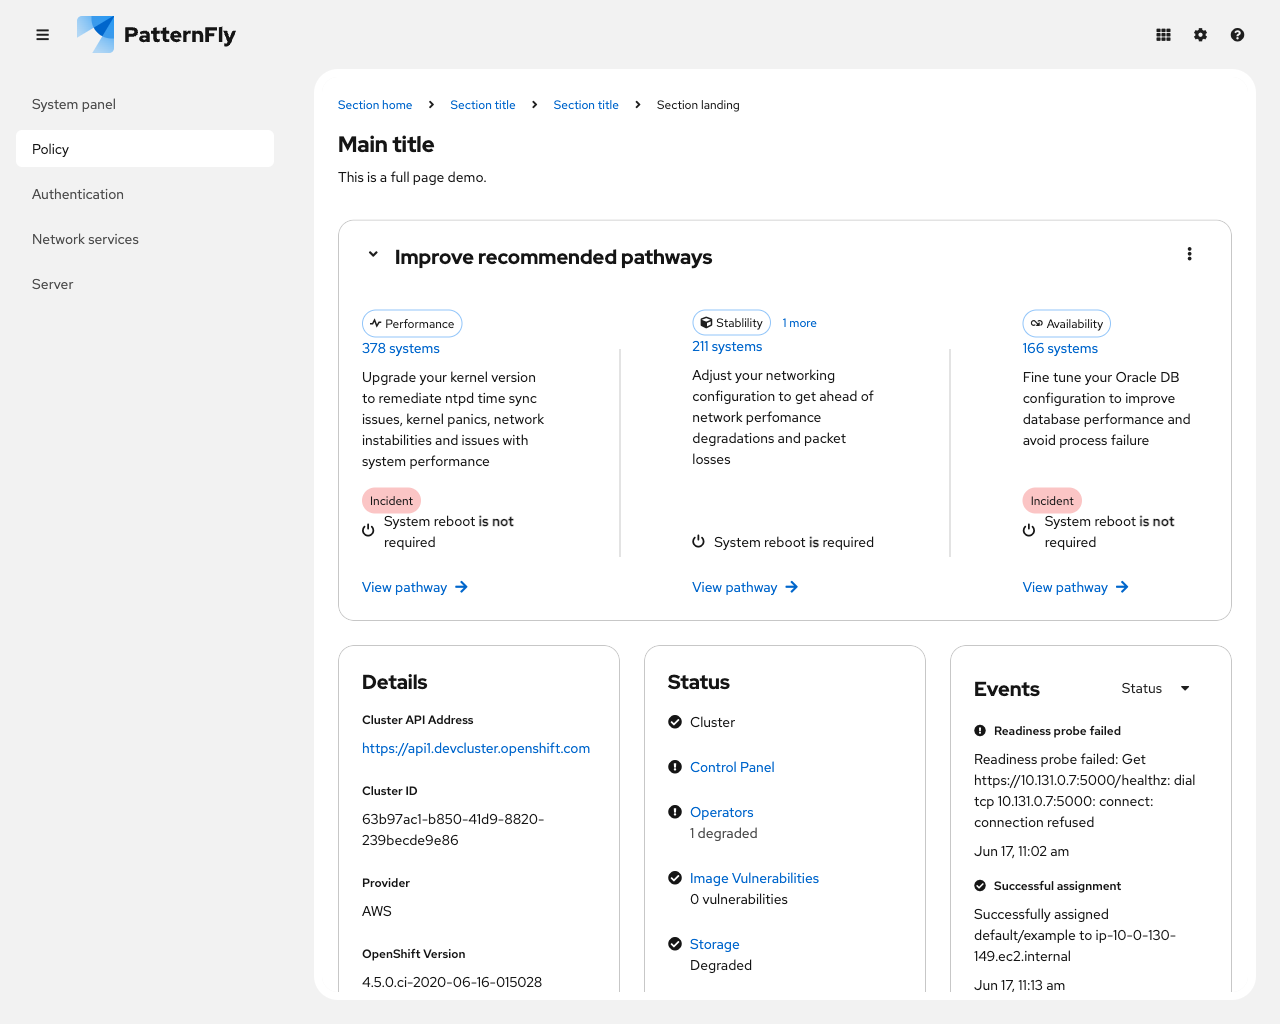 PatternFly
System panel
Policy
Authentication
Network services
Server
Section home > Section title > Section title > Section landing
Main title
This is a full page demo.
Improve recommended pathways
Performance
378 systems
Upgrade your kernel version
to remediate ntpd time sync
issues, kernel panics, network
instabilities and issues with
system performance
Incident
System reboot is not
required
View pathway
Stablility 1 more
211 systems
Adjust your networking
configuration to get ahead of
network perfomance
degradations and packet
losses
System reboot is required
View pathway
Availability
166 systems
Fine tune your Oracle DB
configuration to improve
database performance and
avoid process failure
Incident
System reboot is not
required
View pathway
Details
Cluster API Address
https://api1.devcluster.openshift.com
Cluster ID
63b97ac1-b850-41d9-8820-
239becde9e86
Provider
AWS
OpenShift Version
4.5.0.ci-2020-06-16-015028
Status
Cluster
Control Panel
Operators
1 degraded
Image Vulnerabilities
0 vulnerabilities
Storage
Degraded
Events Status
Readiness probe failed
Readiness probe failed: Get
https://10.131.0.7:5000/healthz: dial
tcp 10.131.0.7:5000: connect:
connection refused
Jun 17, 11:02 am
Successful assignment
Successfully assigned
default/example to ip-10-0-130-
149.ec2.internal
Jun 17, 11:13 am